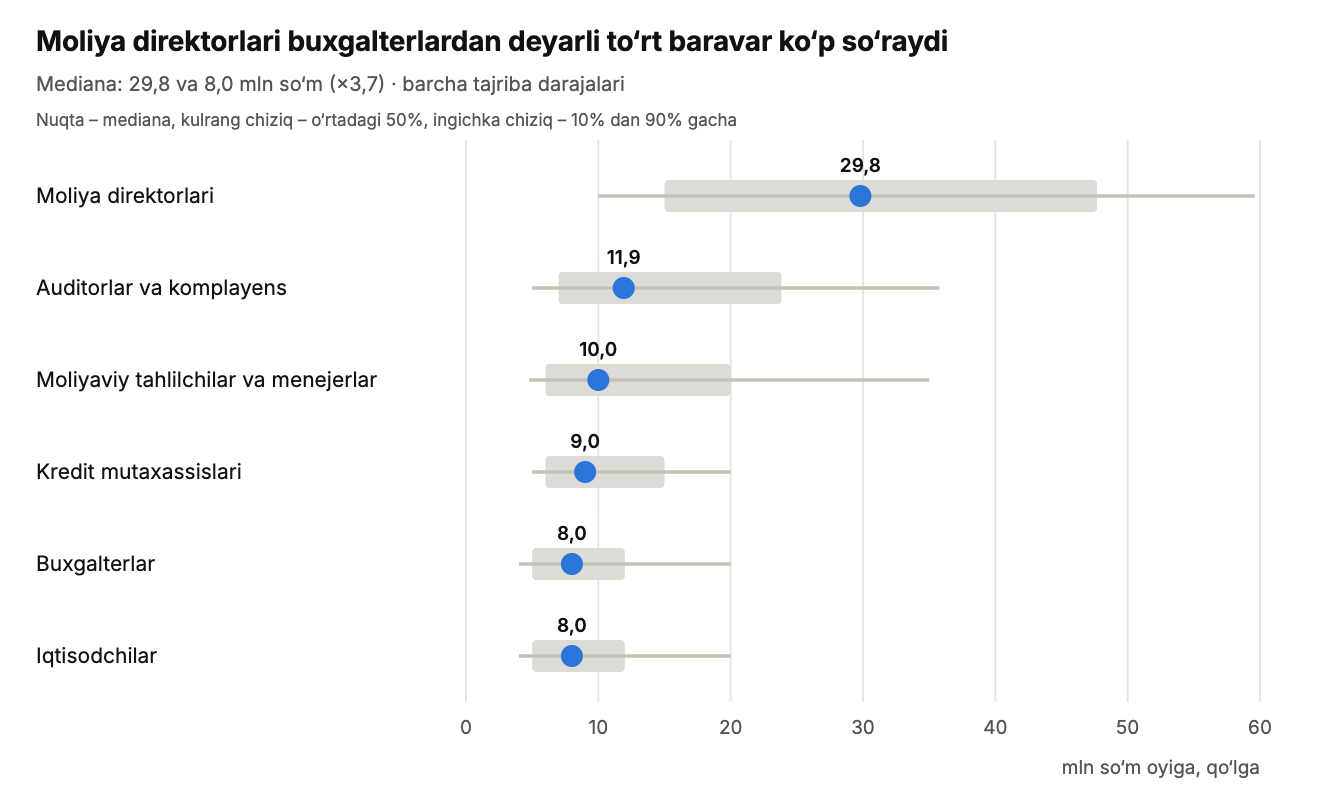 Moliya direktorlari buxgalterlardan deyarli to‘rt baravar ko‘p so‘raydi
Mediana: 29,8 va 8,0 mln so‘m (×3,7) · barcha tajriba darajalari
Nuqta – mediana, kulrang chiziq – o‘rtadagi 50%, ingichka chiziq – 10% dan 90% gacha
29,8
Moliya direktorlari
11,9
Auditorlar va komplayens
10,0
Moliyaviy tahlilchilar va menejerlar
9,0
Kredit mutaxassislari
8,0
Buxgalterlar
8,0
Iqtisodchilar
0 10 20 30 40 50 60
mln so‘m oyiga, qo‘lga